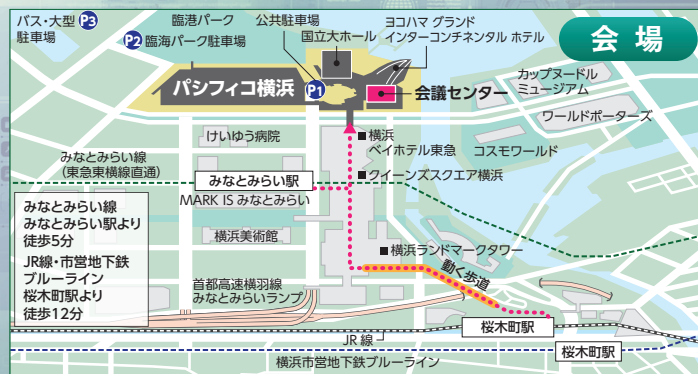 会 場
バス・大型 P3
駐車場
臨港パーク
P2 臨海パーク駐車場
公共駐車場
国立大ホール
ヨコハマ グランド
インターコンチネンタル ホテル
パシフィコ横浜
P1
会議センター
カップヌードル
ミュージアム
ワールドポーターズ
けいゆう病院
■横浜
ベイホテル東急
コスモワールド
みなとみらい線
（東急東横線直通）
みなとみらい駅
MARK IS みなとみらい
■クイーンズスクエア横浜
みなとみらい線
みなとみらい駅より
徒歩5分
JR線・市営地下鉄
ブルーライン
桜木町駅より
徒歩12分
横浜美術館
■横浜ランドマークタワー
動く歩道
首都高速横羽線
みなとみらいランプ
桜木町駅
JR 線
桜木町駅
横浜市営地下鉄ブルーライン